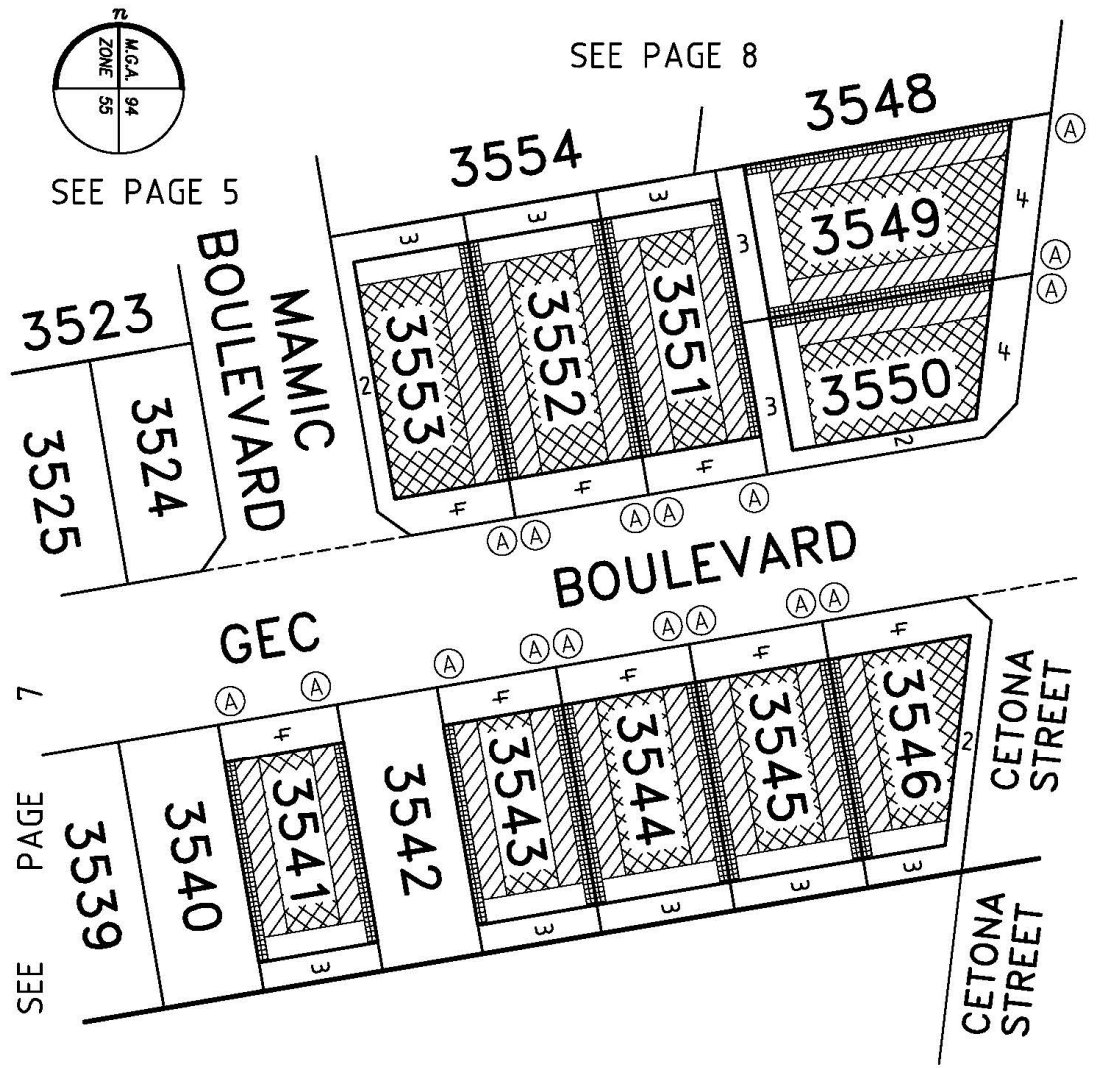 n
M.G.A. 94
ZONE 55
SEE PAGE 8
SEE PAGE 5
3554
3548
A
3
3
3
3
4
3549
A
A
3523
MAMIC
BOULEVARD
2
3553
3552
3551
3
3550
4
2
3525
3524
4
4
4
A A
A A
A
BOULEVARD
GEC
A
A
A
A A
A A
A A
SEE PAGE 7
4
4
4
4
4
3539
3540
3541
3542
3543
3544
3545
3546
2
CETONA
STREET
3
3
3
3
3
CETONA
STREET